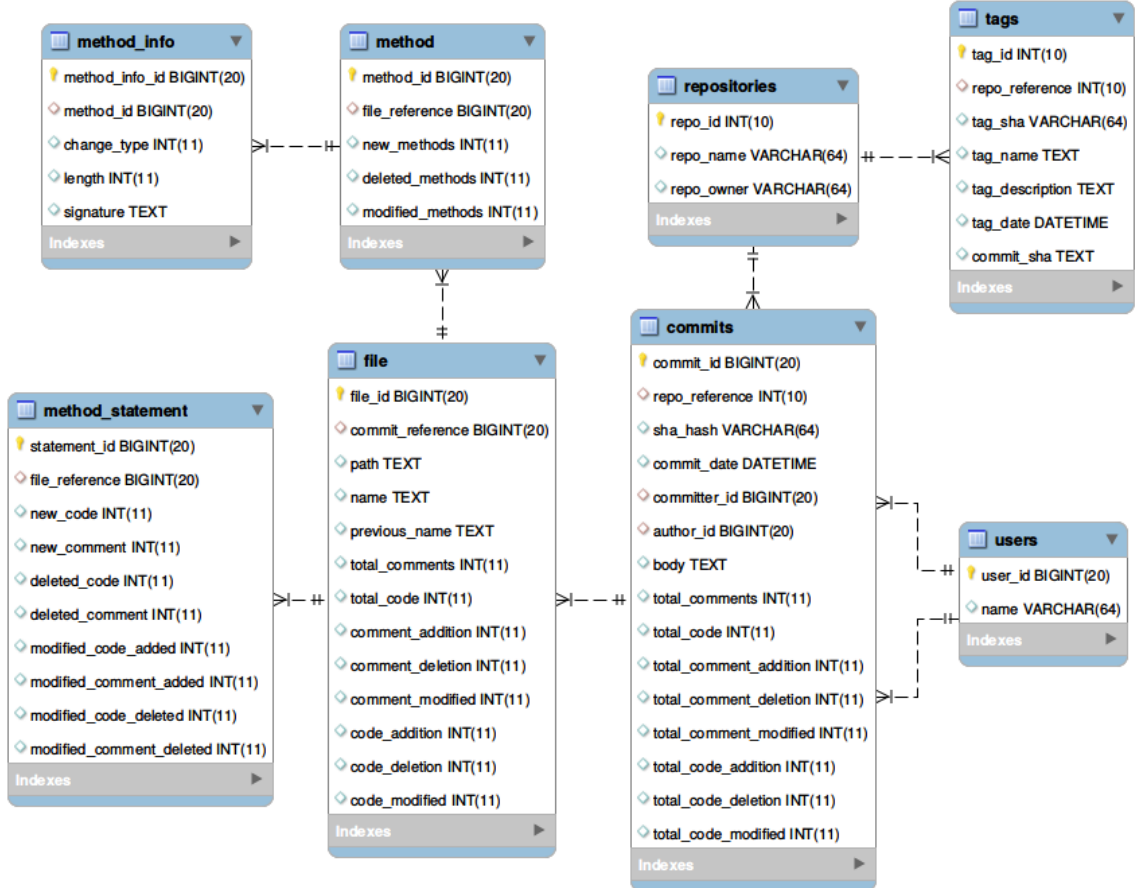 method_info
method_info_id BIGINT(20)
method_id BIGINT(20)
change_type INT(11)
length INT(11)
signature TEXT
Indexes
method
method_id BIGINT(20)
file_reference BIGINT(20)
new_methods INT(11)
deleted_methods INT(11)
modified_methods INT(11)
Indexes
repositories
repo_id INT(10)
repo_name VARCHAR(64)
repo_owner VARCHAR(64)
Indexes
tags
tag_id INT(10)
repo_reference INT(10)
tag_sha VARCHAR(64)
tag_name TEXT
tag_description TEXT
tag_date DATETIME
commit_sha TEXT
Indexes
method_statement
statement_id BIGINT(20)
file_reference BIGINT(20)
new_code INT(11)
new_comment INT(11)
deleted_code INT(11)
deleted_comment INT(11)
modified_code_added INT(11)
modified_comment_added INT(11)
modified_code_deleted INT(11)
modified_comment_deleted INT(11)
Indexes
file
file_id BIGINT(20)
commit_reference BIGINT(20)
path TEXT
name TEXT
previous_name TEXT
total_comments INT(11)
total_code INT(11)
comment_addition INT(11)
comment_deletion INT(11)
comment_modified INT(11)
code_addition INT(11)
code_deletion INT(11)
code_modified INT(11)
Indexes
commits
commit_id BIGINT(20)
repo_reference INT(10)
sha_hash VARCHAR(64)
commit_date DATETIME
committer_id BIGINT(20)
author_id BIGINT(20)
body TEXT
total_comments INT(11)
total_code INT(11)
total_comment_addition INT(11)
total_comment_deletion INT(11)
total_comment_modified INT(11)
total_code_addition INT(11)
total_code_deletion INT(11)
total_code_modified INT(11)
Indexes
users
user_id BIGINT(20)
name VARCHAR(64)
Indexes